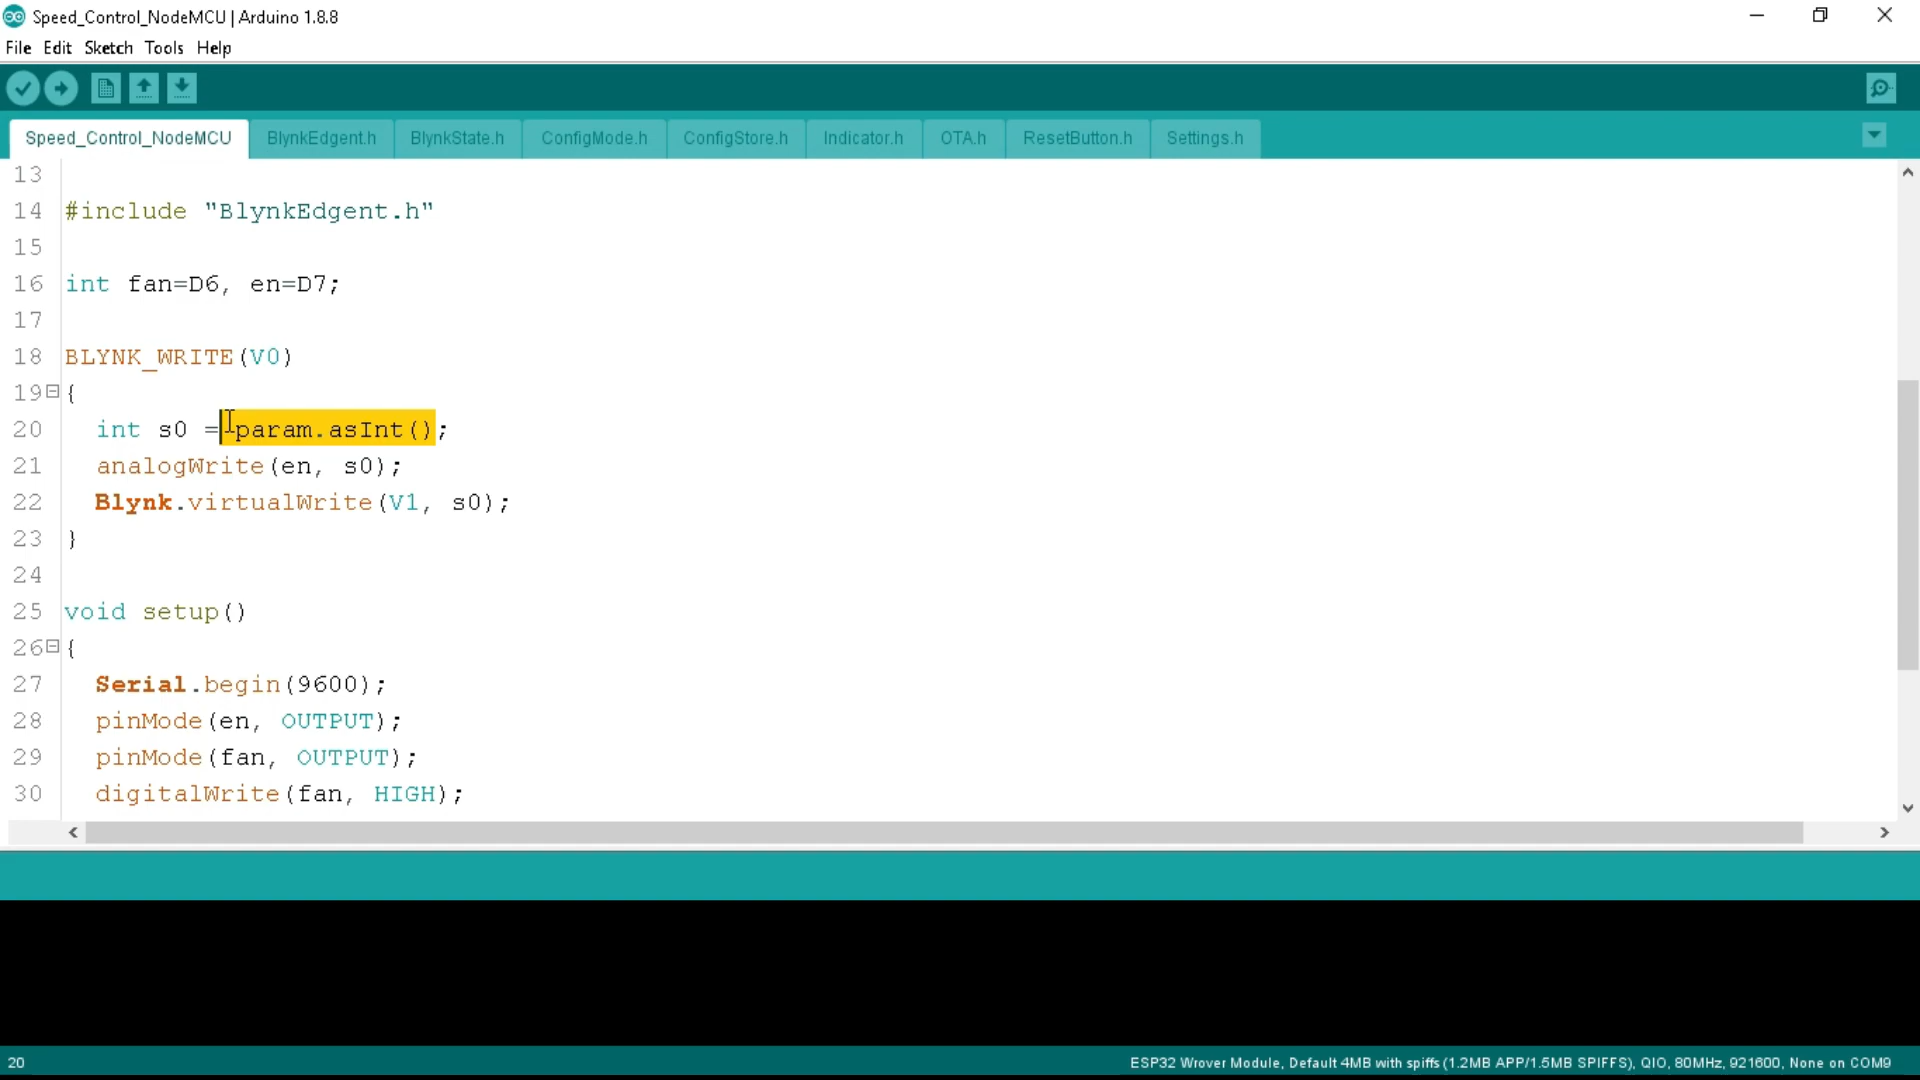 Speed_Control_NodeMCU | Arduino 1.8.8
File Edit Sketch Tools Help
Speed_Control_NodeMCU BlynkEdgent.h BlynkState.h ConfigMode.h ConfigStore.h Indicator.h OTA.h ResetButton.h Settings.h
13
14 #include "BlynkEdgent.h"
15
16 int fan=D6, en=D7;
17
18 BLYNK_WRITE(V0)
19 {
20 int s0 = param.asInt();
21 analogWrite(en, s0);
22 Blynk.virtualWrite(V1, s0);
23 }
24
25 void setup()
26 {
27 Serial.begin(9600);
28 pinMode(en, OUTPUT);
29 pinMode(fan, OUTPUT);
30 digitalWrite(fan, HIGH);
20 ESP32 Wrover Module, Default 4MB with spiffs (1.2MB APP/1.5MB SPIFFS), QIO, 80MHz, 921600, None on COM9